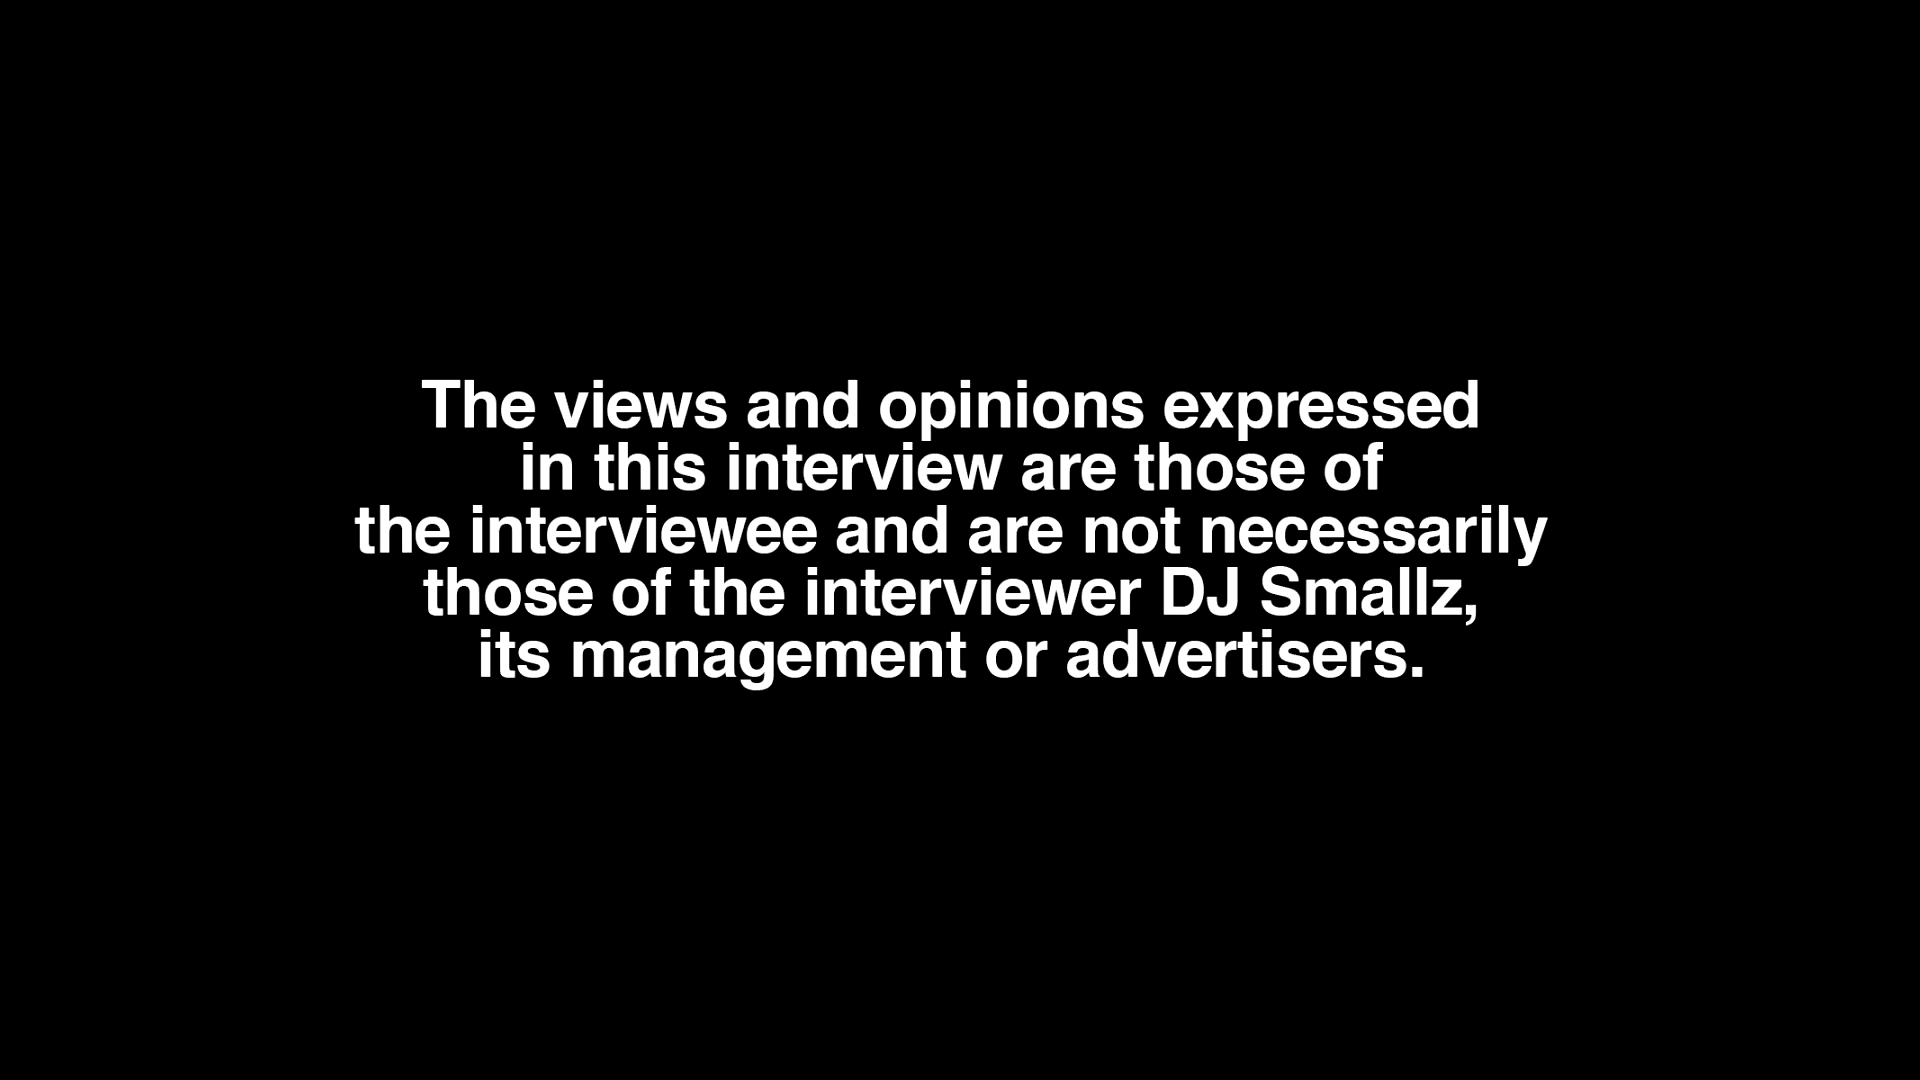 The views and opinions expressed
in this interview are those of
the interviewee and are not necessarily
those of the interviewer DJ Smallz,
its management or advertisers.